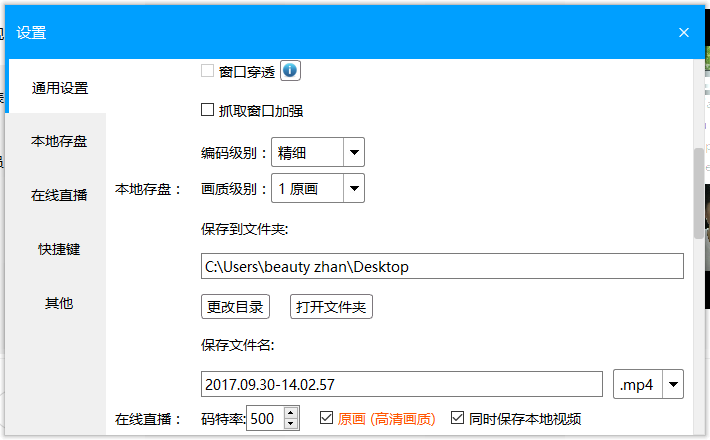 设置
通用设置
本地存盘
在线直播
快捷键
其他
窗口穿透
抓取窗口加强
编码级别： 精细
本地存盘： 画质级别： 1 原画
保存到文件夹:
C:\Users\beauty zhan\Desktop
更改目录 打开文件夹
保存文件名:
2017.09.30-14.02.57 .mp4
在线直播： 码特率: 500 原画 (高清画质) 同时保存本地视频